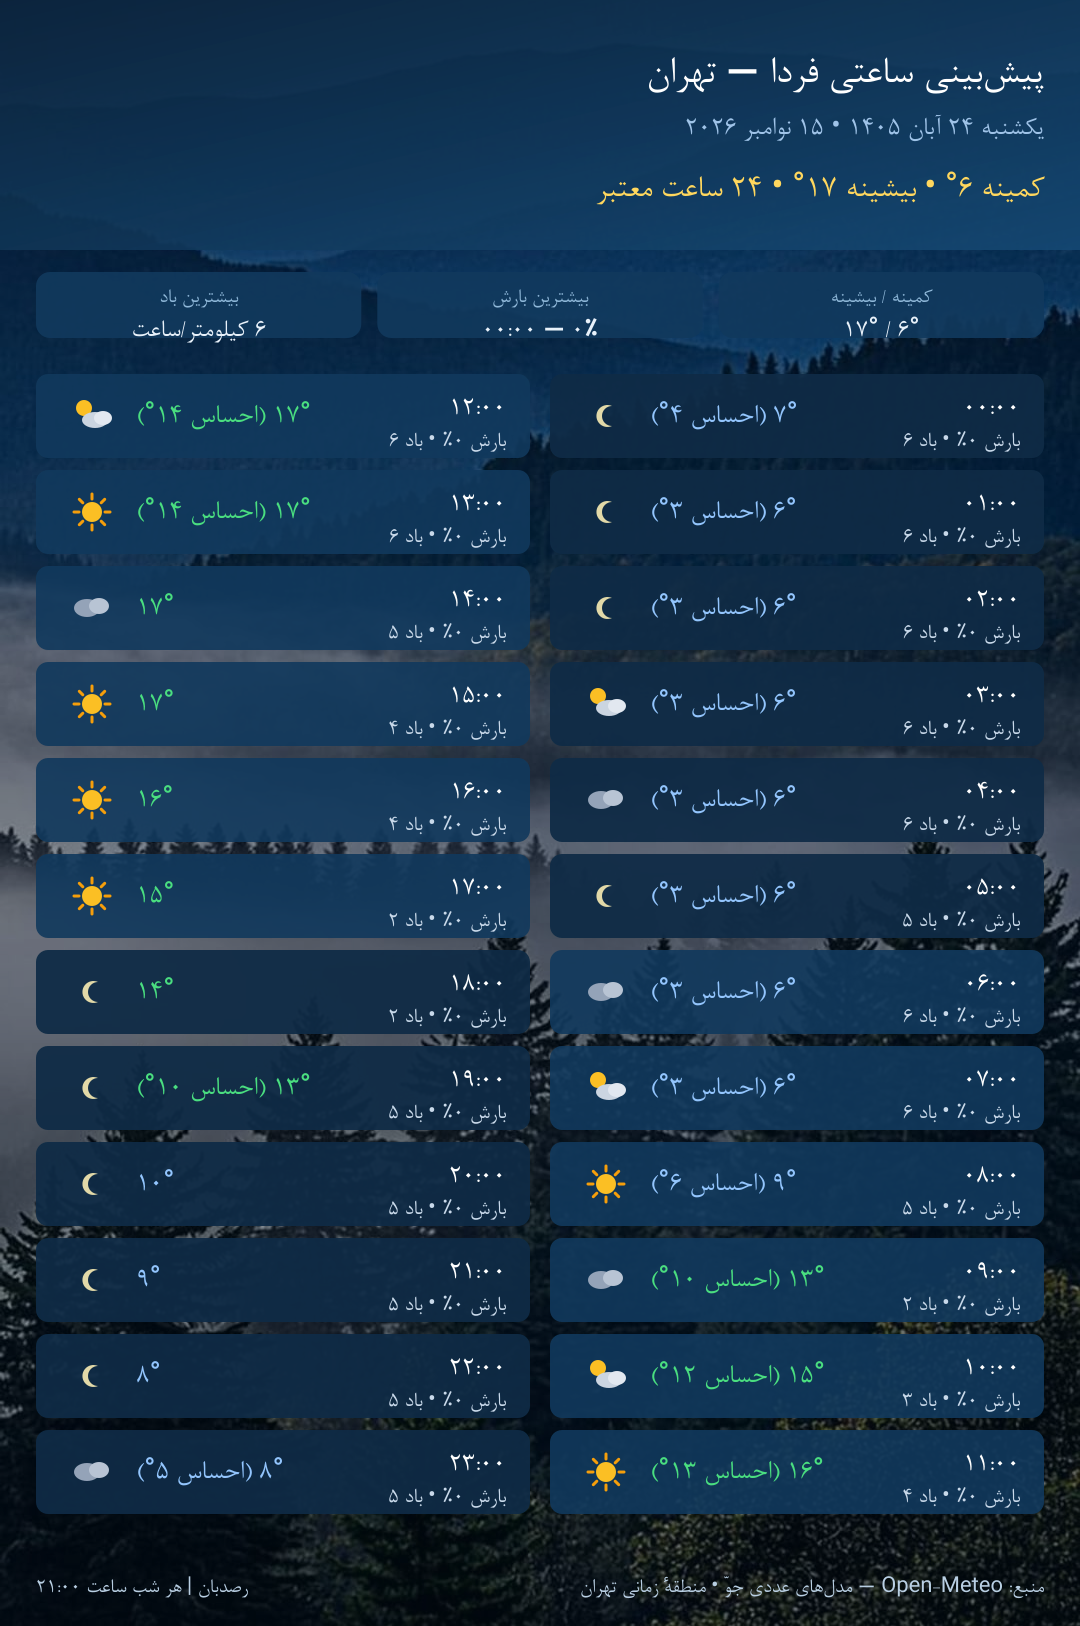 پیش‌بینی ساعتی فردا — تهران
یکشنبه ۲۴ آبان ۱۴۰۵ • ۱۵ نوامبر ۲۰۲۶
کمینه ۶° • بیشینه ۱۷° • ۲۴ ساعت معتبر
کمینه / بیشینه
۶° / ۱۷°
بیشترین بارش
۰٪ — ۰۰:۰۰
بیشترین باد
۶ کیلومتر/ساعت
۰۰:۰۰
۷° (احساس ۴°)
بارش ۰٪ • باد ۶
۰۱:۰۰
۶° (احساس ۳°)
بارش ۰٪ • باد ۶
۰۲:۰۰
۶° (احساس ۳°)
بارش ۰٪ • باد ۶
۰۳:۰۰
۶° (احساس ۳°)
بارش ۰٪ • باد ۶
۰۴:۰۰
۶° (احساس ۳°)
بارش ۰٪ • باد ۶
۰۵:۰۰
۶° (احساس ۳°)
بارش ۰٪ • باد ۵
۰۶:۰۰
۶° (احساس ۳°)
بارش ۰٪ • باد ۶
۰۷:۰۰
۶° (احساس ۳°)
بارش ۰٪ • باد ۶
۰۸:۰۰
۹° (احساس ۶°)
بارش ۰٪ • باد ۵
۰۹:۰۰
۱۳° (احساس ۱۰°)
بارش ۰٪ • باد ۲
۱۰:۰۰
۱۵° (احساس ۱۲°)
بارش ۰٪ • باد ۳
۱۱:۰۰
۱۶° (احساس ۱۳°)
بارش ۰٪ • باد ۴
۱۲:۰۰
۱۷° (احساس ۱۴°)
بارش ۰٪ • باد ۶
۱۳:۰۰
۱۷° (احساس ۱۴°)
بارش ۰٪ • باد ۶
۱۴:۰۰
۱۷°
بارش ۰٪ • باد ۵
۱۵:۰۰
۱۷°
بارش ۰٪ • باد ۴
۱۶:۰۰
۱۶°
بارش ۰٪ • باد ۴
۱۷:۰۰
۱۵°
بارش ۰٪ • باد ۲
۱۸:۰۰
۱۴°
بارش ۰٪ • باد ۲
۱۹:۰۰
۱۳° (احساس ۱۰°)
بارش ۰٪ • باد ۵
۲۰:۰۰
۱۰°
بارش ۰٪ • باد ۵
۲۱:۰۰
۹°
بارش ۰٪ • باد ۵
۲۲:۰۰
۸°
بارش ۰٪ • باد ۵
۲۳:۰۰
۸° (احساس ۵°)
بارش ۰٪ • باد ۵
منبع: Open-Meteo — مدل‌های عددی جوّ • منطقهٔ زمانی تهران
رصدبان | هر شب ساعت ۲۱:۰۰